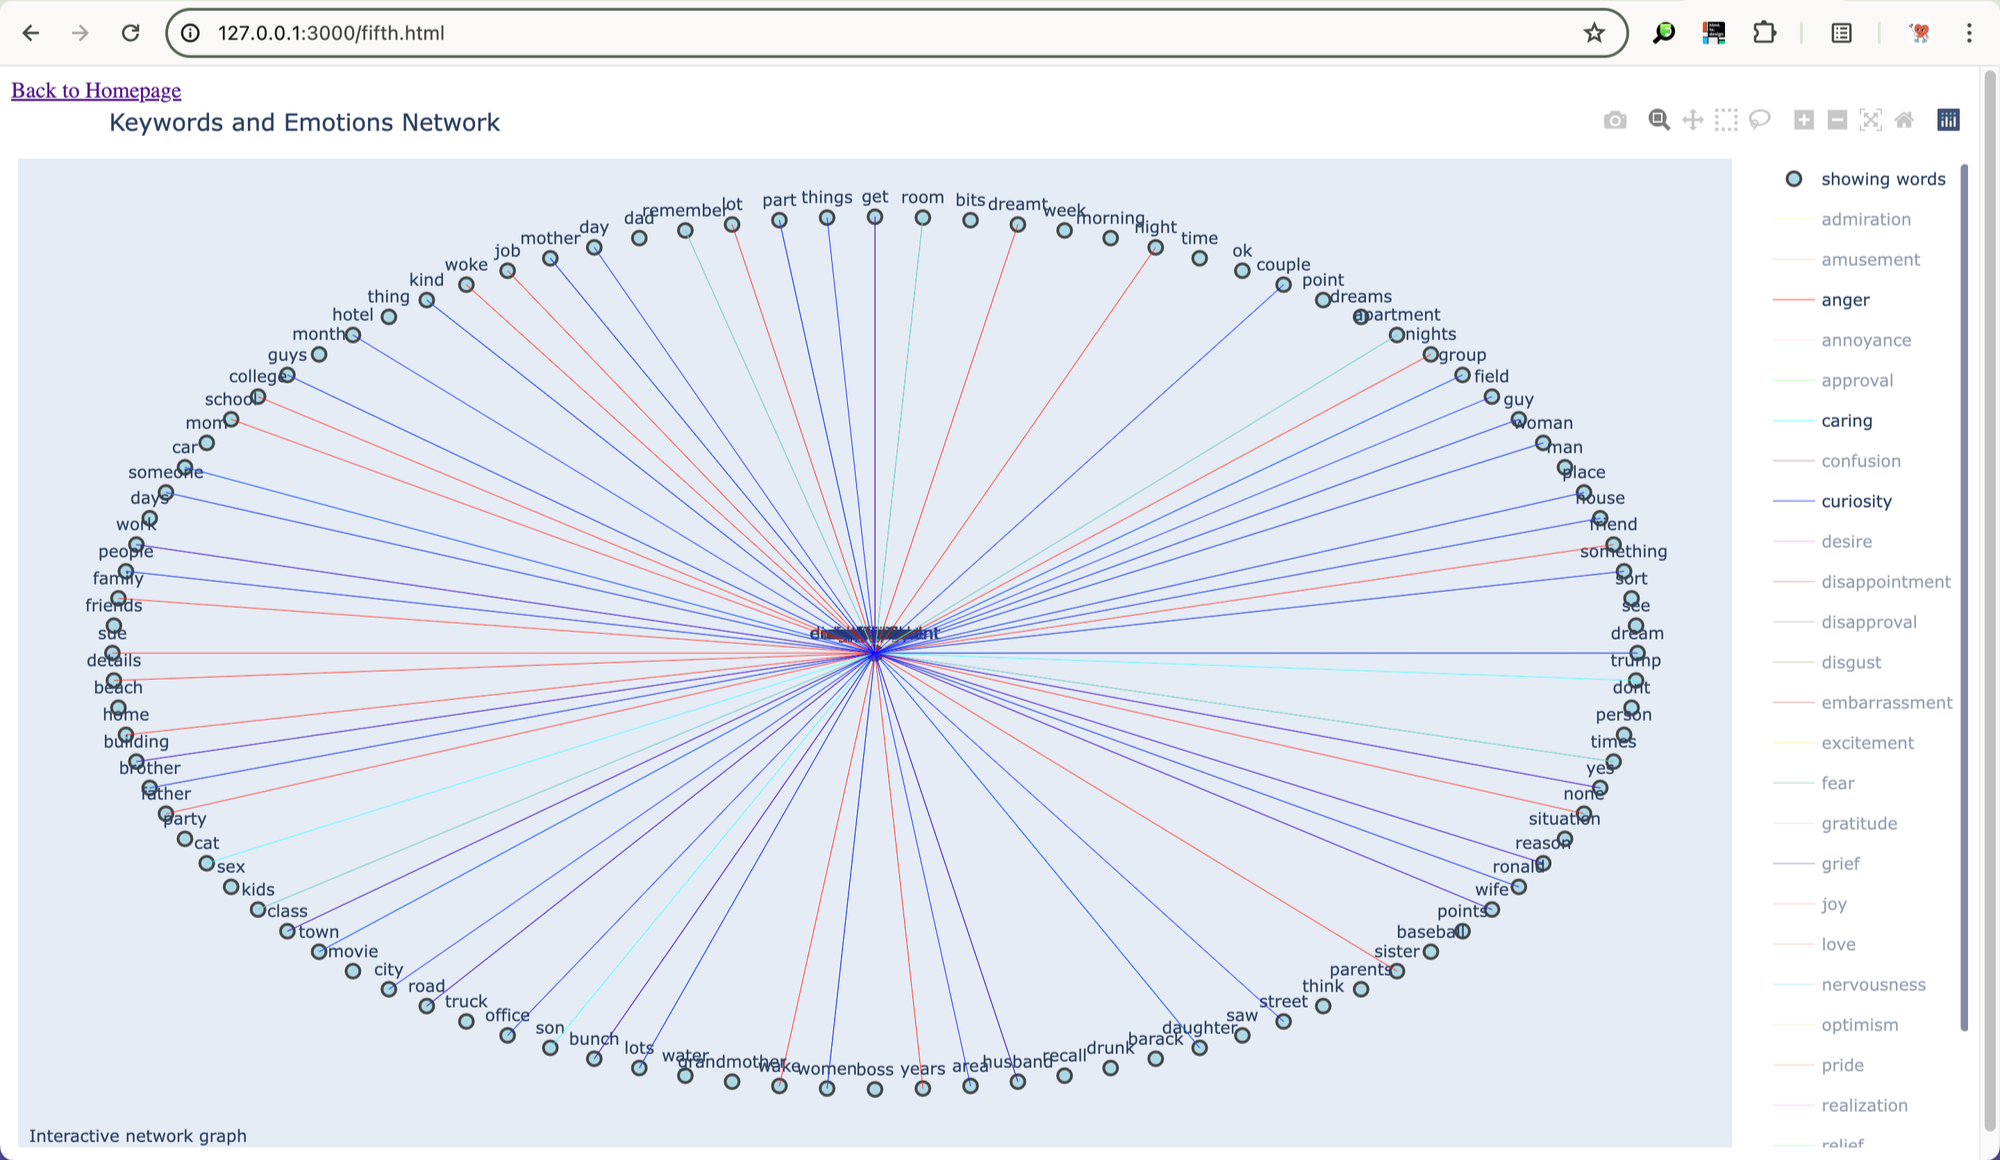 127.0.0.1:3000/fifth.html
Back to Homepage
Keywords and Emotions Network
get
things
room
part
bits
lot
dreamt
remember
week
dad
morning
day
night
mother
time
job
ok
woke
couple
kind
point
thing
dreams
hotel
apartment
month
nights
guys
group
college
field
school
guy
mom
woman
car
man
someone
place
days
house
work
friend
people
something
family
sort
friends
see
sue
dream
details
trump
beach
dont
home
person
building
times
brother
yes
father
none
party
situation
cat
reason
sex
ronald
kids
wife
class
points
town
baseball
movie
sister
city
parents
road
think
truck
street
office
saw
son
daughter
bunch
barack
lots
drunk
water
recall
grandmother
husband
wake
area
women
years
boss
Interactive network graph
showing words
admiration
amusement
anger
annoyance
approval
caring
confusion
curiosity
desire
disappointment
disapproval
disgust
embarrassment
excitement
fear
gratitude
grief
joy
love
nervousness
optimism
pride
realization
relief